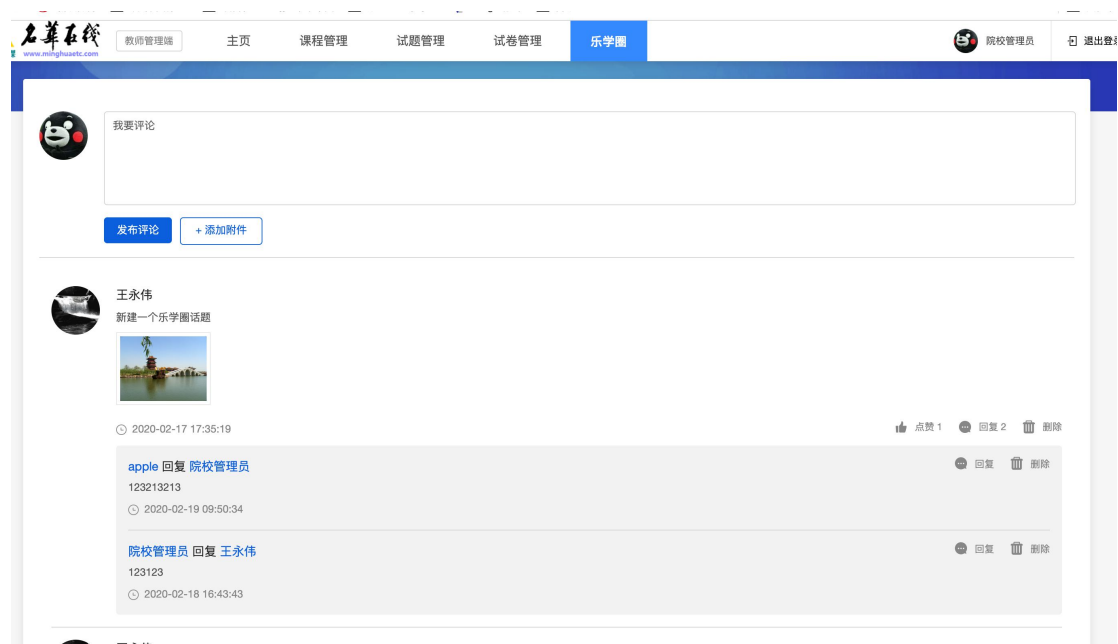 名華在线
www.minghuaetc.com
教师管理端
主页
课程管理
试题管理
试卷管理
乐学圈
院校管理员
退出登录
我要评论
发布评论
+ 添加附件
王永伟
新建一个乐学圈话题
2020-02-17 17:35:19
点赞 1
回复 2
删除
apple 回复 院校管理员
回复
删除
123213213
2020-02-19 09:50:34
院校管理员 回复 王永伟
回复
删除
123123
2020-02-18 16:43:43